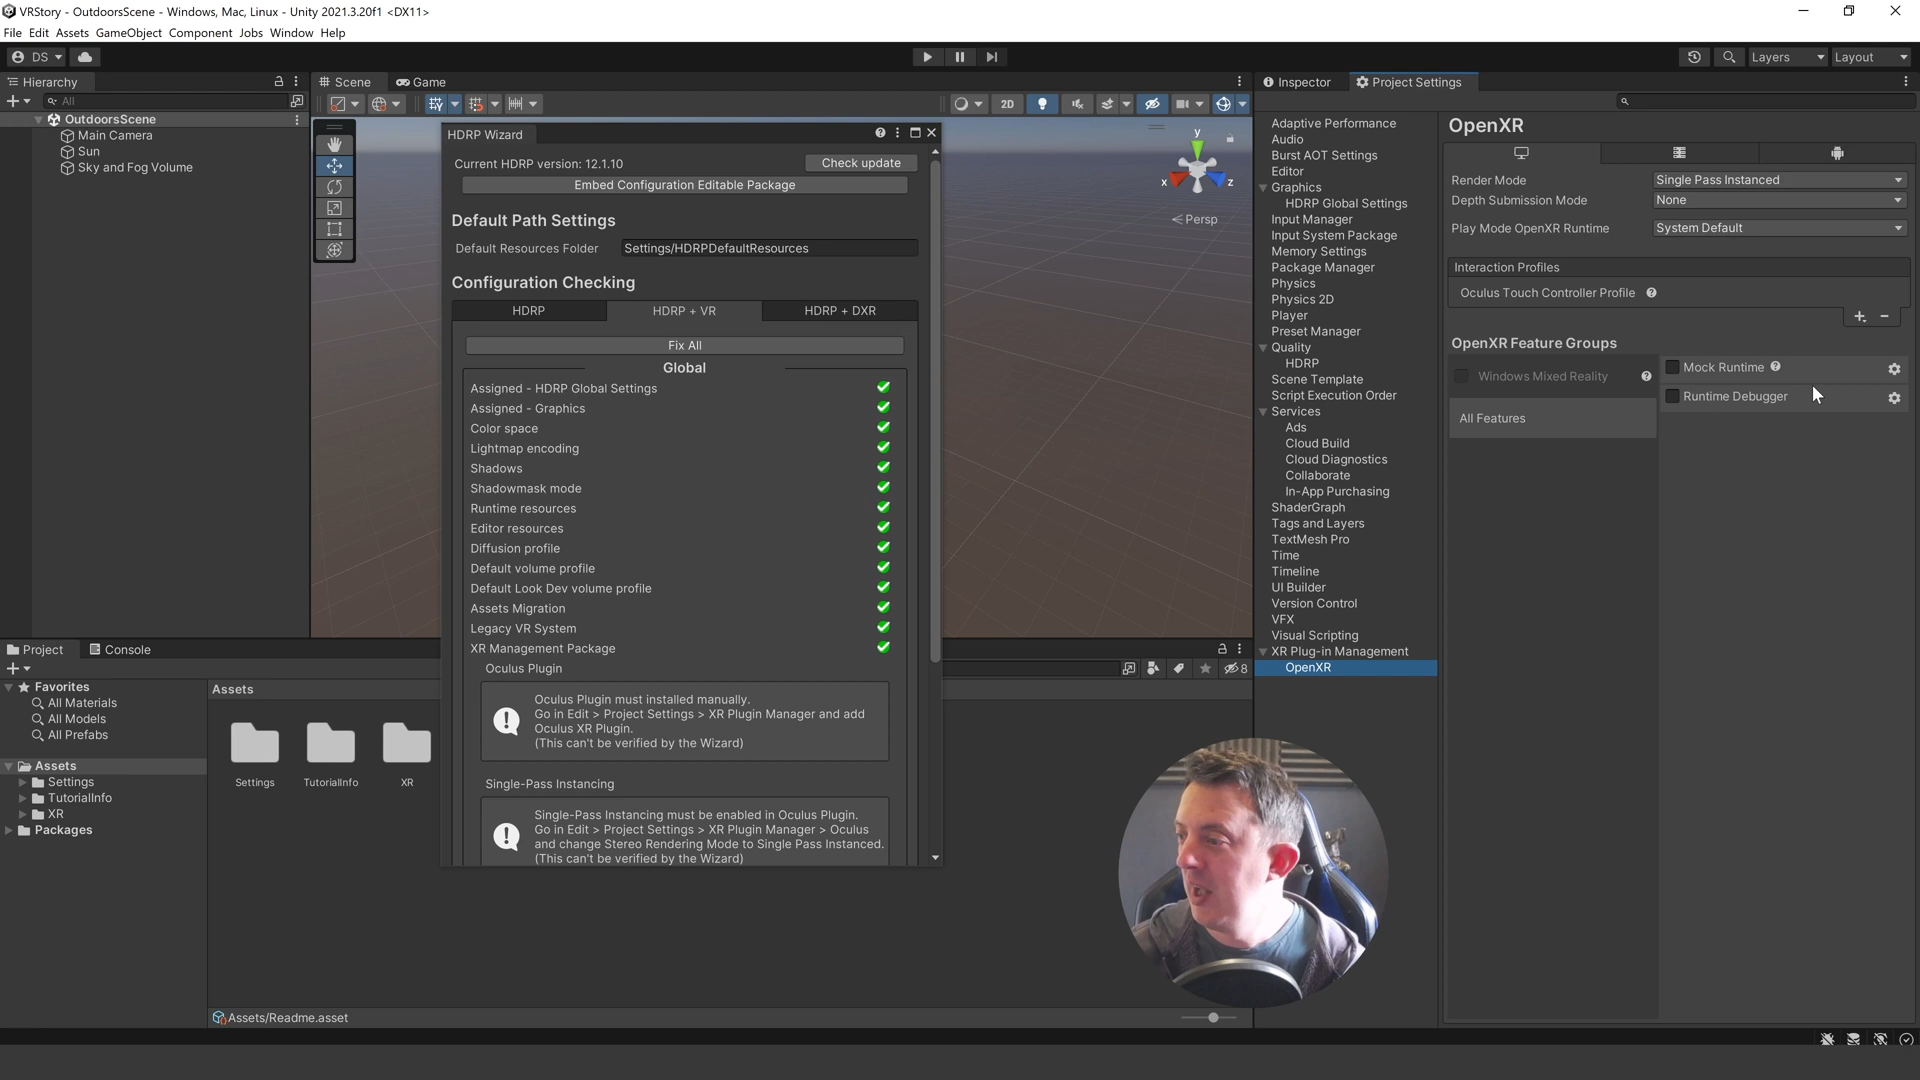 VRStory - OutdoorsScene - Windows, Mac, Linux - Unity 2021.3.20f1 <DX11>
File Edit Assets GameObject Component Jobs Window Help
DS
Layers
Layout
Hierarchy
All
OutdoorsScene
Main Camera
Sun
Sky and Fog Volume
Scene
Game
2D
y
x
z
Persp
HDRP Wizard
Current HDRP version: 12.1.10
Check update
Embed Configuration Editable Package
Default Path Settings
Default Resources Folder
Settings/HDRPDefaultResources
Configuration Checking
HDRP
HDRP + VR
HDRP + DXR
Fix All
Global
Assigned - HDRP Global Settings
Assigned - Graphics
Color space
Lightmap encoding
Shadows
Shadowmask mode
Runtime resources
Editor resources
Diffusion profile
Default volume profile
Default Look Dev volume profile
Assets Migration
Legacy VR System
XR Management Package
Oculus Plugin
Oculus Plugin must installed manually.
Go in Edit > Project Settings > XR Plugin Manager and add
Oculus XR Plugin.
(This can't be verified by the Wizard)
Single-Pass Instancing
Single-Pass Instancing must be enabled in Oculus Plugin.
Go in Edit > Project Settings > XR Plugin Manager > Oculus
and change Stereo Rendering Mode to Single Pass Instanced.
(This can't be verified by the Wizard)
Inspector
Project Settings
Adaptive Performance
Audio
Burst AOT Settings
Editor
Graphics
HDRP Global Settings
Input Manager
Input System Package
Memory Settings
Package Manager
Physics
Physics 2D
Player
Preset Manager
Quality
HDRP
Scene Template
Script Execution Order
Services
Ads
Cloud Build
Cloud Diagnostics
Collaborate
In-App Purchasing
ShaderGraph
Tags and Layers
TextMesh Pro
Time
Timeline
UI Builder
Version Control
VFX
Visual Scripting
XR Plug-in Management
OpenXR
OpenXR
Render Mode
Single Pass Instanced
Depth Submission Mode
None
Play Mode OpenXR Runtime
System Default
Interaction Profiles
Oculus Touch Controller Profile
OpenXR Feature Groups
Windows Mixed Reality
All Features
Mock Runtime
Runtime Debugger
Project
Console
8
Favorites
All Materials
All Models
All Prefabs
Assets
Settings
TutorialInfo
XR
Packages
Assets
Settings
TutorialInfo
XR
Assets/Readme.asset